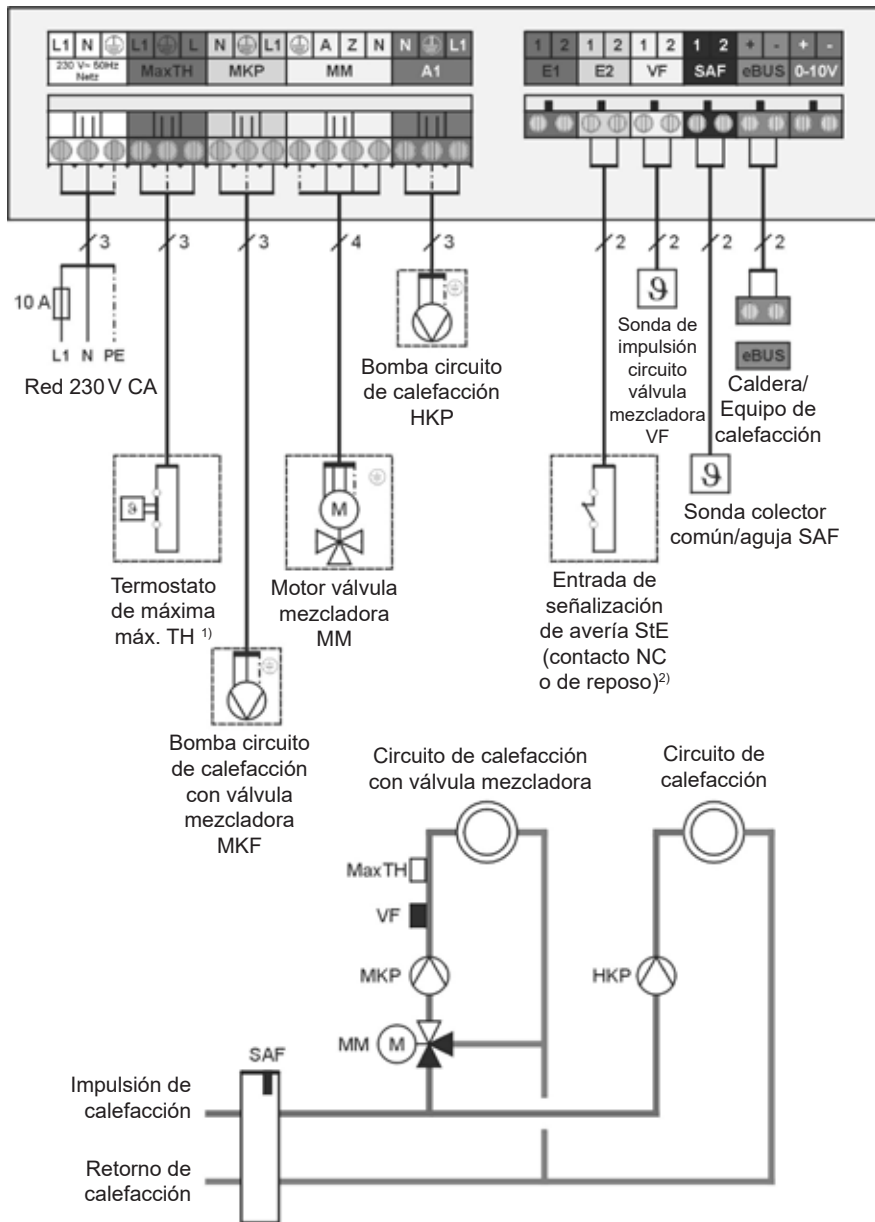 L1 N L1 L N L1 A Z N N L1
230 V~ 50Hz Netz MaxTH MKP MM A1
1 2 1 2 1 2 1 2 + - + -
E1 E2 VF SAF eBUS 0-10V
3 3 3 4 3 2 2 2 2
10 A
L1 N PE
Red 230 V CA
Bomba circuito
de calefacción
HKP
Sonda de
impulsión
circuito
válvula
mezcladora
VF
eBUS
Caldera/
Equipo de
calefacción
ϑ
ϑ
ϑ
M
Sonda colector
común/aguja SAF
Termostato
de máxima
máx. TH 1)
Motor válvula
mezcladora
MM
Entrada de
señalización
de avería StE
(contacto NC
o de reposo)2)
Bomba circuito
de calefacción
con válvula
mezcladora
MKF
Circuito de calefacción
con válvula mezcladora
Circuito de
calefacción
MaxTH
VF
MKP
HKP
MM M
SAF
Impulsión de
calefacción
Retorno de
calefacción